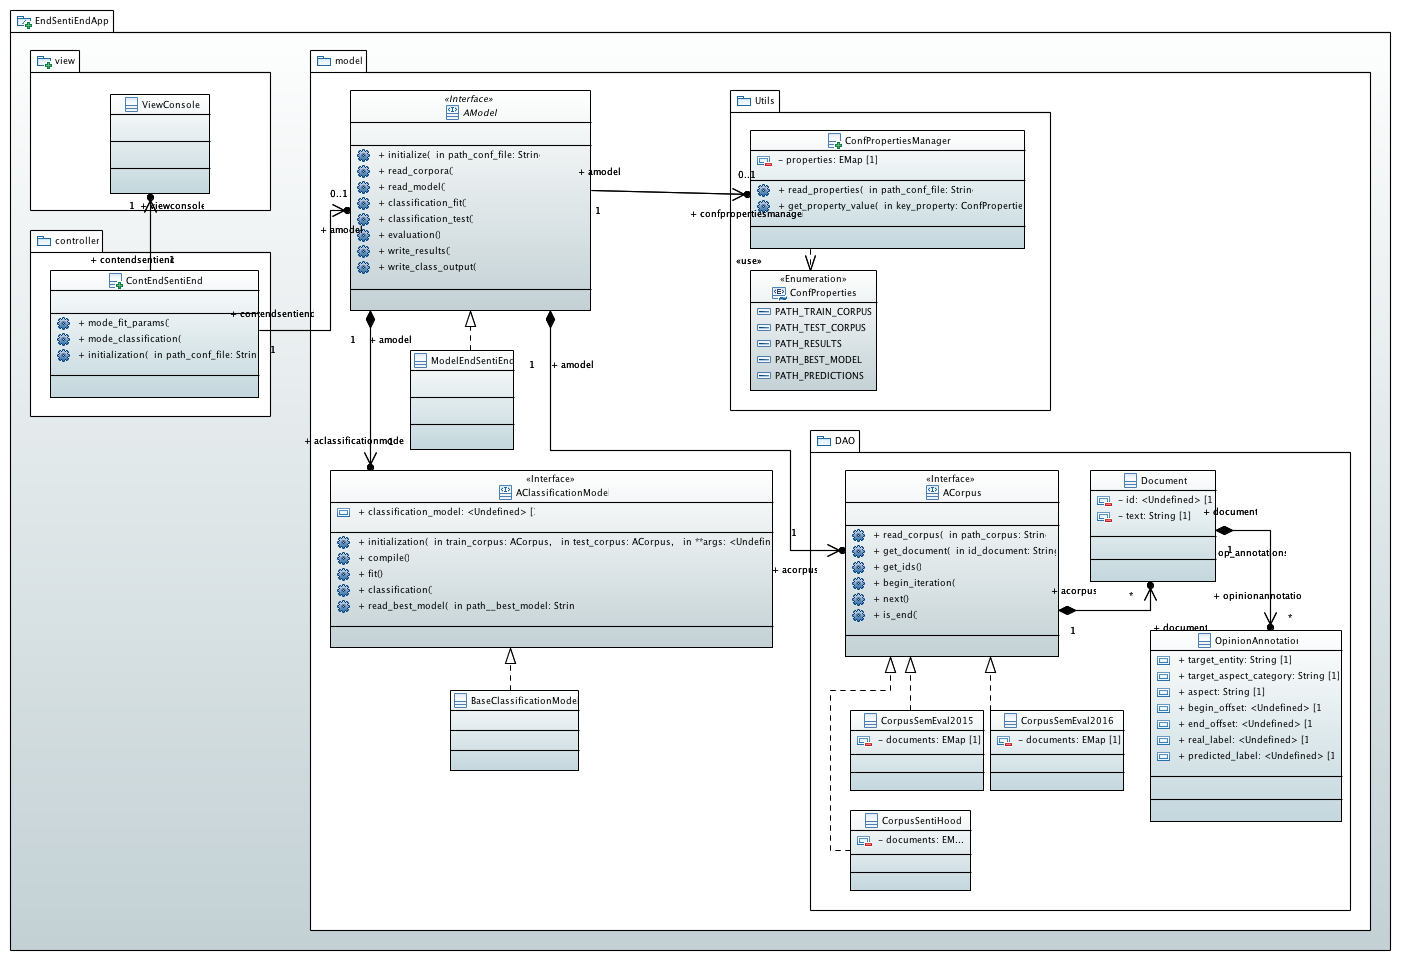 EndSentiEndApp
view
ViewConsole
1
+ viewconsole
controller
+ contendsentiend
1
ContEndSentiEnd
+ mode_fit_params(
+ mode_classification(
+ initialization( in path_conf_file: Strin
+ contendsentienc
1
model
«Interface»
AModel
+ initialize( in path_conf_file: Strin
+ read_corpora(
+ read_model(
+ classification_fit(
+ classification_test(
+ evaluation()
+ write_results(
+ write_class_output(
0..1
+ amodel
+ amodel
1
0..1
+ confpropertiesmanage
Utils
ConfPropertiesManager
- properties: EMap [1]
+ read_properties( in path_conf_file: Strin
+ get_property_value( in key_property: ConfPropertie
«use»
«Enumeration»
ConfProperties
PATH_TRAIN_CORPUS
PATH_TEST_CORPUS
PATH_RESULTS
PATH_BEST_MODEL
PATH_PREDICTIONS
1
+ amodel
ModelEndSentiEnd
1
+ amodel
+ aclassificationmode
1
«Interface»
AClassificationModel
+ classification_model: <Undefined> [
+ initialization( in train_corpus: ACorpus, in test_corpus: ACorpus, in **args: <Undefin
+ compile()
+ fit()
+ classification(
+ read_best_model( in path__best_model: Strin
BaseClassificationMode
1
+ acorpus
DAO
«Interface»
ACorpus
+ read_corpus( in path_corpus: Strin
+ get_document( in id_document: String
+ get_ids()
+ begin_iteration(
+ next()
+ is_end(
Document
- id: <Undefined> [1
- text: String [1]
+ document
1
op_annotations
+ acorpus
1
*
+ opinionannotatio
*
+ document
OpinionAnnotation
+ target_entity: String [1]
+ target_aspect_category: String [1]
+ aspect: String [1]
+ begin_offset: <Undefined> [1
+ end_offset: <Undefined> [1
+ real_label: <Undefined> [1
+ predicted_label: <Undefined> [1
CorpusSemEval2015
- documents: EMap [1]
CorpusSemEval2016
- documents: EMap [1]
CorpusSentiHood
- documents: EM...